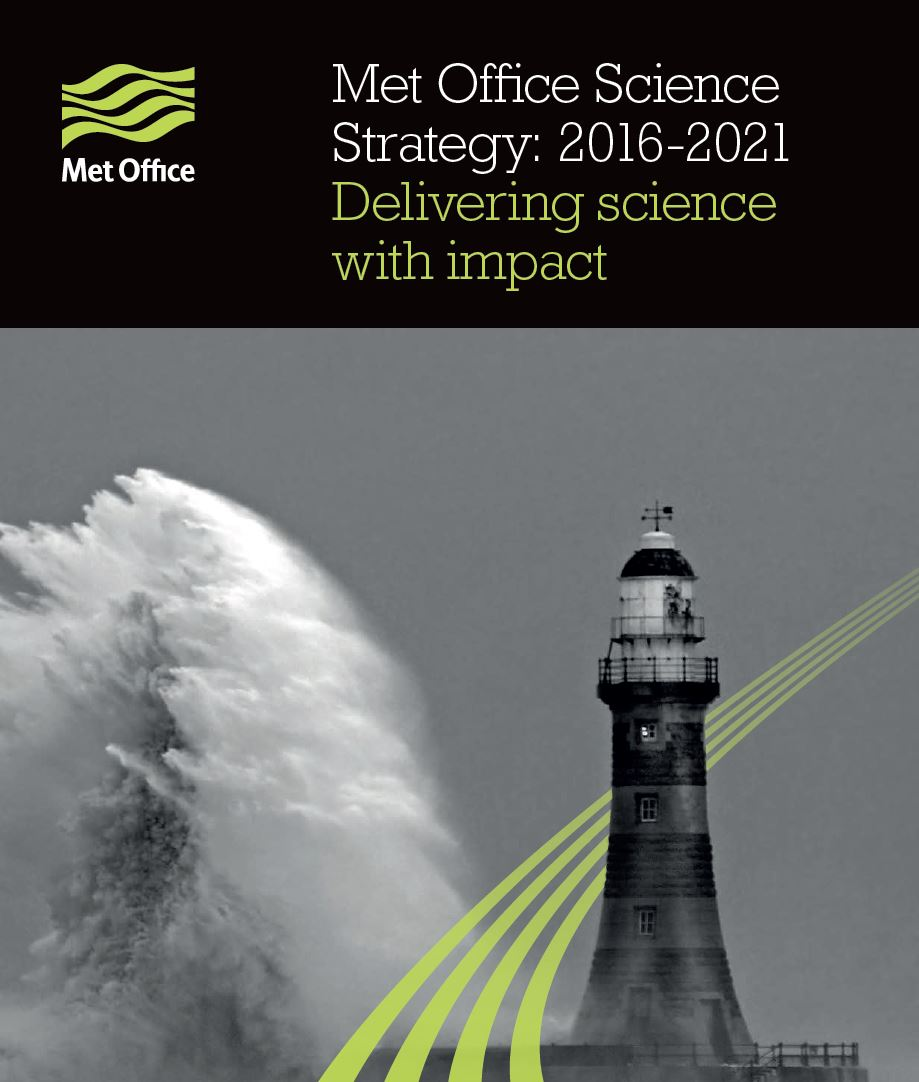 Met Office
Met Office Science
Strategy: 2016-2021
Delivering science
with impact